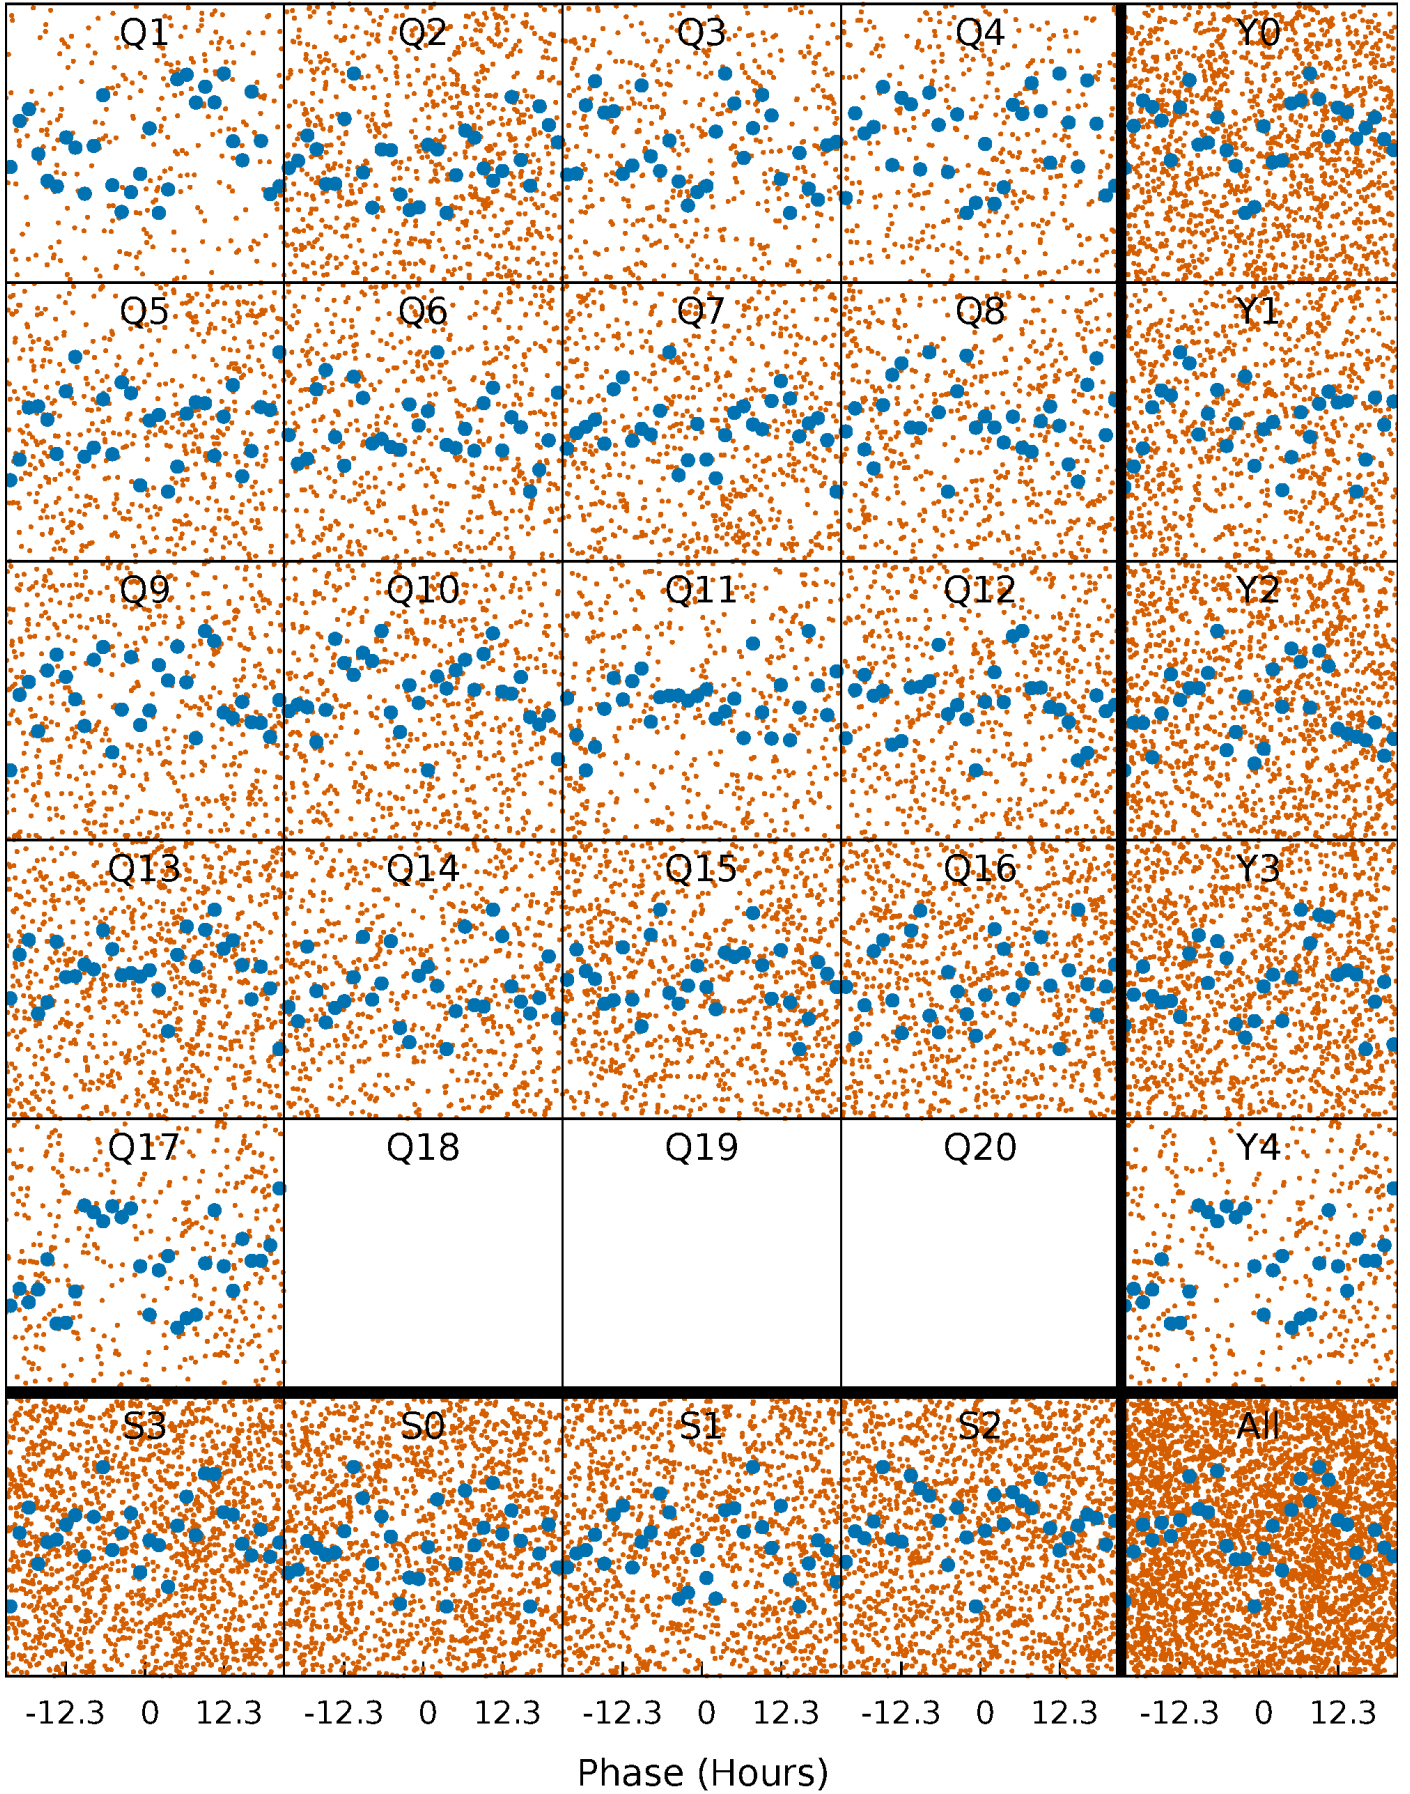 Q1 Q2 Q3 Q4 Y0
Q5 Q6 Q7 Q8 Y1
Q9 Q10 Q11 Q12 Y2
Q13 Q14 Q15 Q16 Y3
Q17 Q18 Q19 Q20 Y4
S3 S0 S1 S2 All
-12.3 0 12.3 -12.3 0 12.3 -12.3 0 12.3 -12.3 0 12.3 -12.3 0 12.3
Phase (Hours)